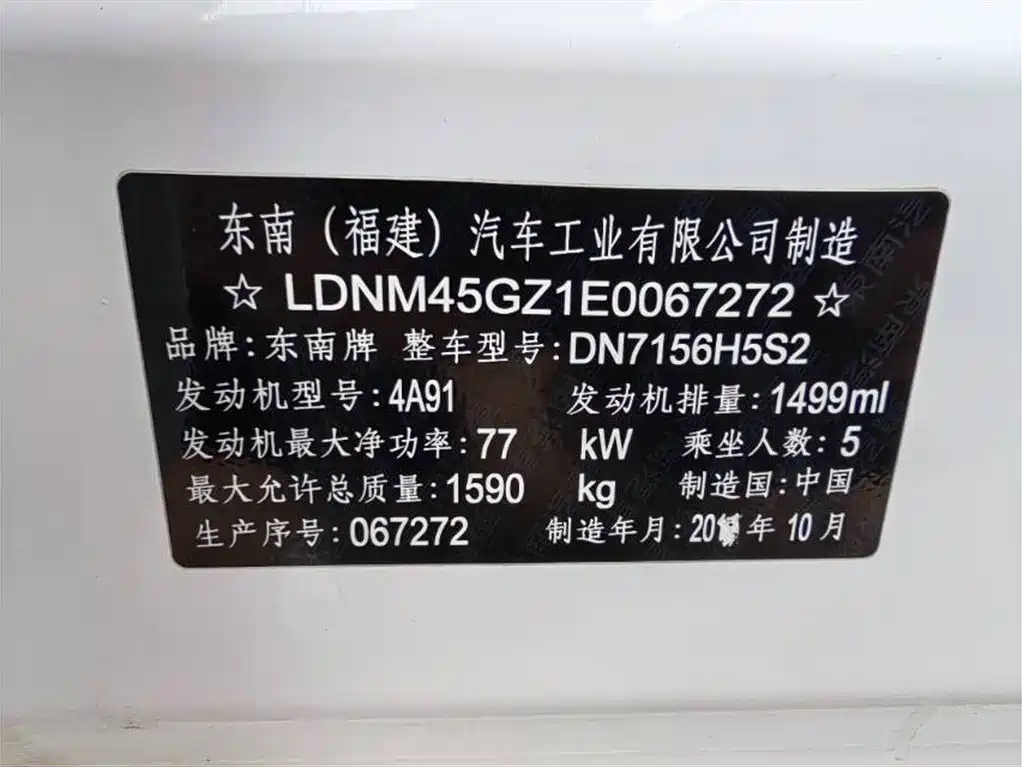 东南（福建）汽车工业有限公司制造
☆ LDNM45GZ1E0067272 ☆
品牌：东南牌 整车型号：DN7156H5S2
发动机型号：4A91 发动机排量：1499ml
发动机最大净功率：77 kW 乘坐人数：5
最大允许总质量：1590 kg 制造国：中国
生产序号：067272 制造年月： 年 10 月